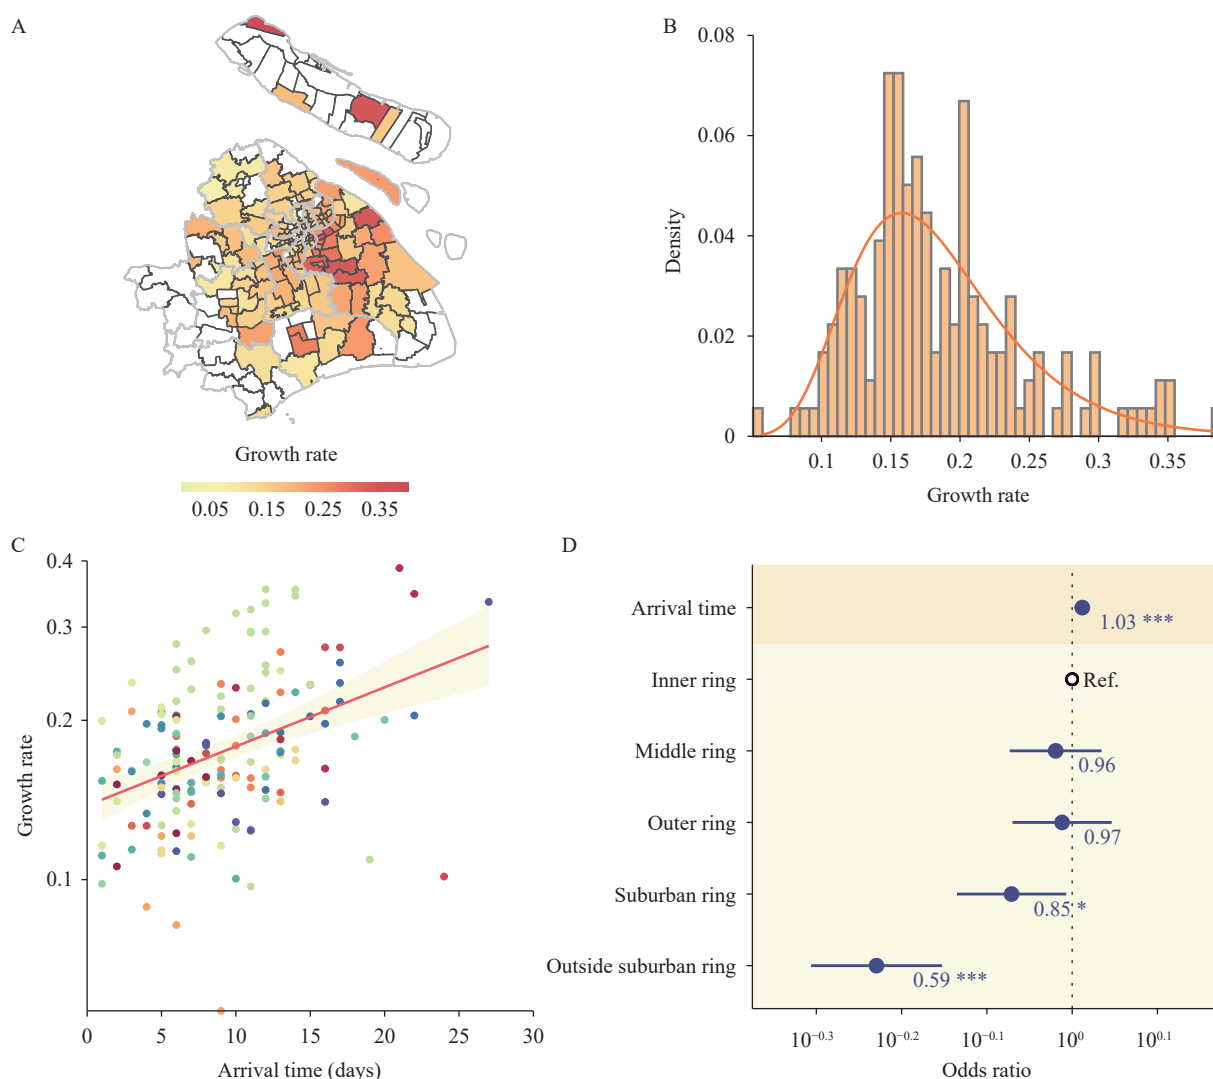 A
Growth rate
0.05 0.15 0.25 0.35
B
0.08
0.06
0.04
0.02
0
Density
0.1 0.15 0.2 0.25 0.3 0.35
Growth rate
C
0.4
0.3
0.2
0.1
Growth rate
0 5 10 15 20 25 30
Arrival time (days)
D
Arrival time
1.03 ***
Inner ring
Ref.
Middle ring
0.96
Outer ring
0.97
Suburban ring
0.85 *
Outside suburban ring
0.59 ***
10⁻⁰·³ 10⁻⁰·² 10⁻⁰·¹ 10⁰ 10⁰·¹
Odds ratio